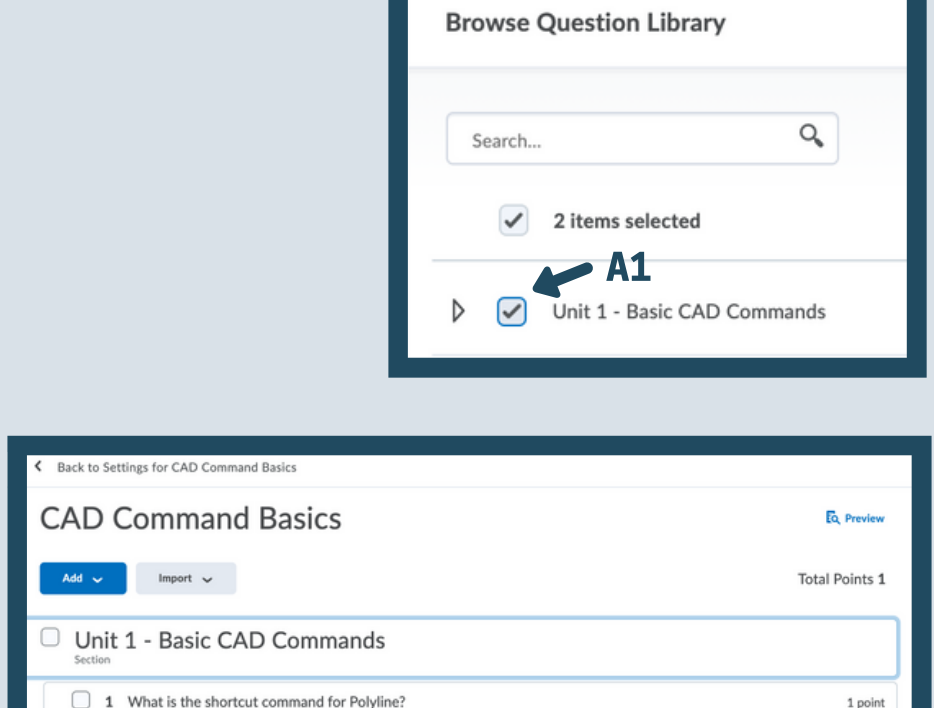 Browse Question Library
Search...
2 items selected
A1
Unit 1 - Basic CAD Commands
Back to Settings for CAD Command Basics
CAD Command Basics
Preview
Add
Import
Total Points 1
Unit 1 - Basic CAD Commands
Section
1 What is the shortcut command for Polyline?
1 point